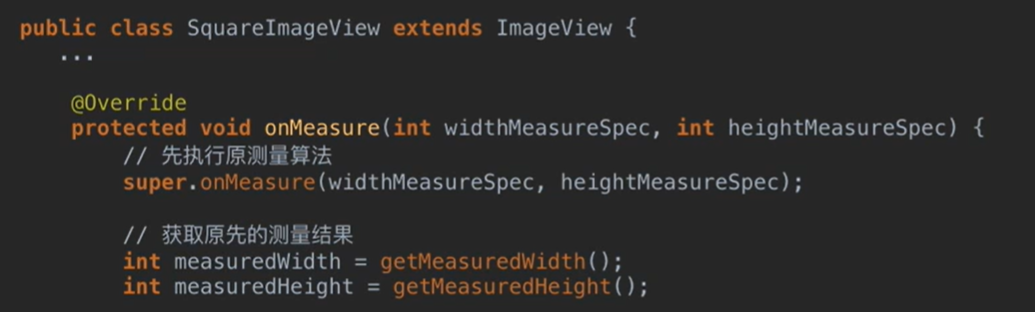 public class SquareImageView extends ImageView {
...
@Override
protected void onMeasure(int widthMeasureSpec, int heightMeasureSpec) {
// 先执行原测量算法
super.onMeasure(widthMeasureSpec, heightMeasureSpec);
// 获取原先的测量结果
int measuredWidth = getMeasuredWidth();
int measuredHeight = getMeasuredHeight();